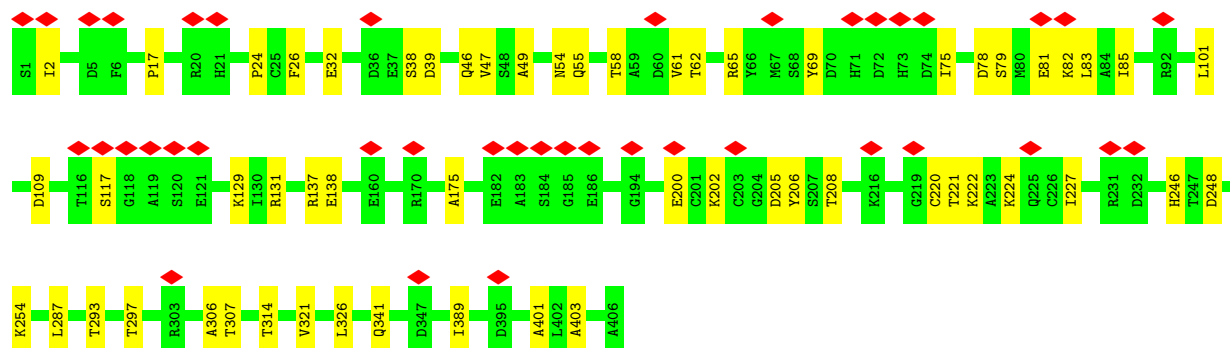 S1 I2 D5 F6 P17 R20 H21 P24 C25 F26 E32 D36 E37 S38 D39 Q46 V47 S48 A49 N54 Q55 T58 A59 D60 V61 T62 R65 Y66 M67 S68 Y69 D70 H71 D72 H73 D74 I75 D78 S79 M80 E81 K82 L83 A84 I85 R92 L101
D109 T116 S117 G118 A119 S120 E121 K129 I130 R131 R137 E138 E160 R170 A175 E182 A183 S184 G185 E186 G194 E200 C201 K202 C203 G204 D205 Y206 S207 T208 K216 G219 C220 T221 K222 A223 K224 Q225 C226 I227 R231 D232 H246 T247 D248
K254 L287 T293 T297 R303 A306 T307 T314 V321 L326 Q341 D347 I389 D395 A401 L402 A403 A406